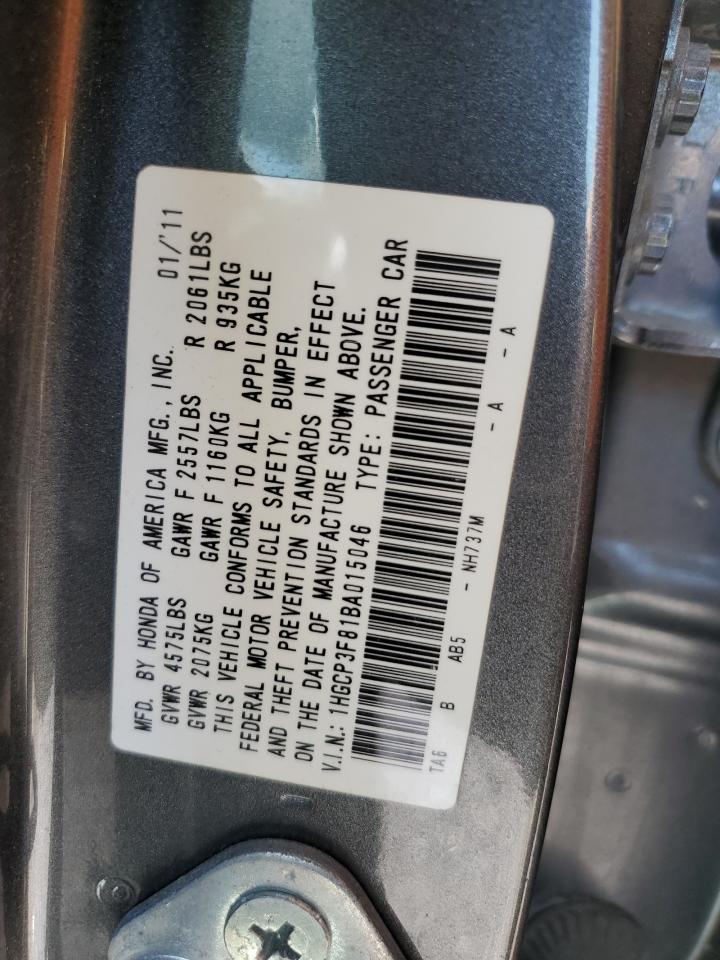 MFD. BY HONDA OF AMERICA MFG., INC. 01/'11
GVWR 4575LBS GAWR F 2557LBS R 2061LBS
GVWR 2075KG GAWR F 1160KG R 935KG
THIS VEHICLE CONFORMS TO ALL APPLICABLE
FEDERAL MOTOR VEHICLE SAFETY, BUMPER,
AND THEFT PREVENTION STANDARDS IN EFFECT
ON THE DATE OF MANUFACTURE SHOWN ABOVE.
V.I.N.: 1HGCP3F81BA015046 TYPE: PASSENGER CAR
TA6 B AB5 - NH737M - A - A